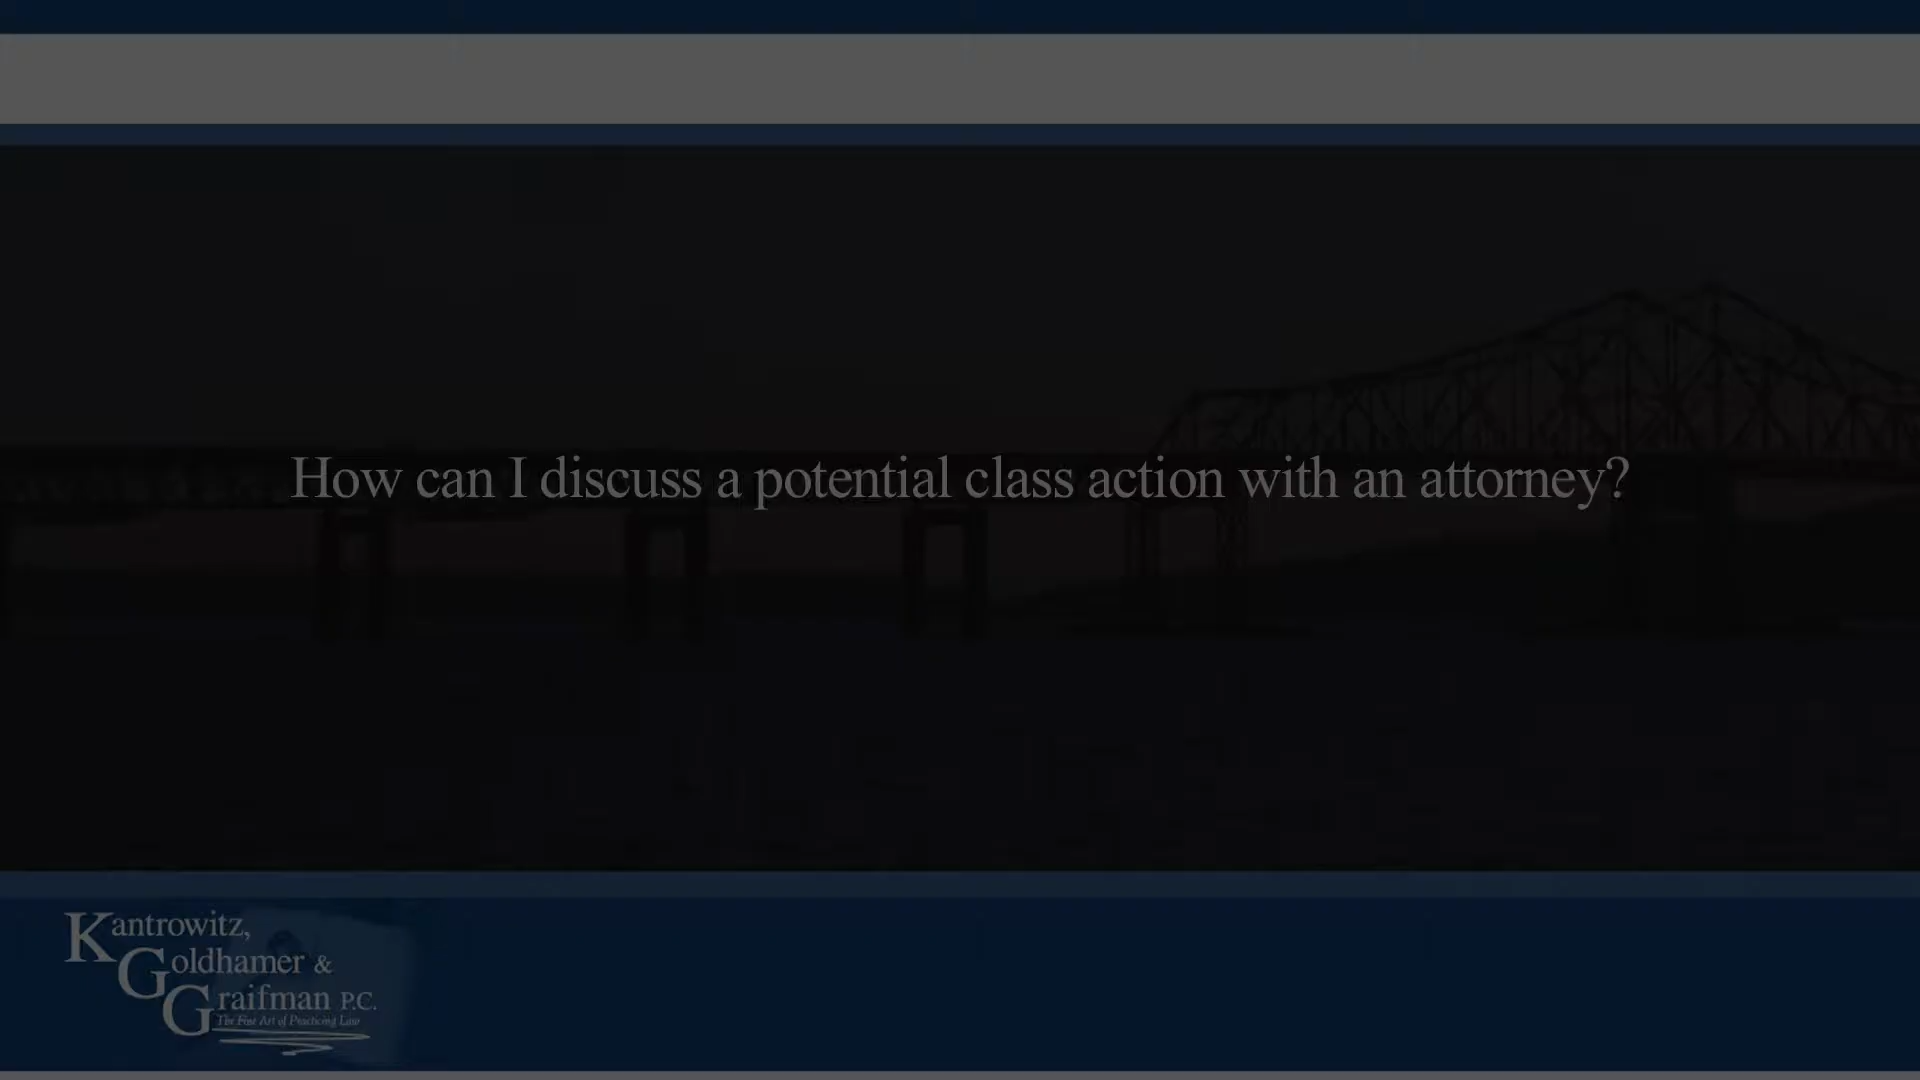 How can I discuss a potential class action with an attorney?
Kantrowitz,
Goldhamer &
Graifman P.C.
The Fine Art of Practicing Law